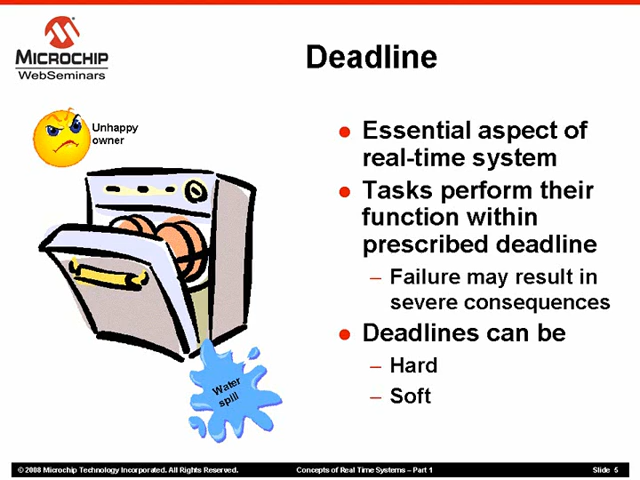 MICROCHIP
WebSeminars
Deadline
Unhappy
owner
● Essential aspect of
real-time system
● Tasks perform their
function within
prescribed deadline
– Failure may result in
severe consequences
● Deadlines can be
– Hard
– Soft
Water
spill
© 2008 Microchip Technology Incorporated. All Rights Reserved.
Concepts of Real Time Systems – Part 1
Slide 5